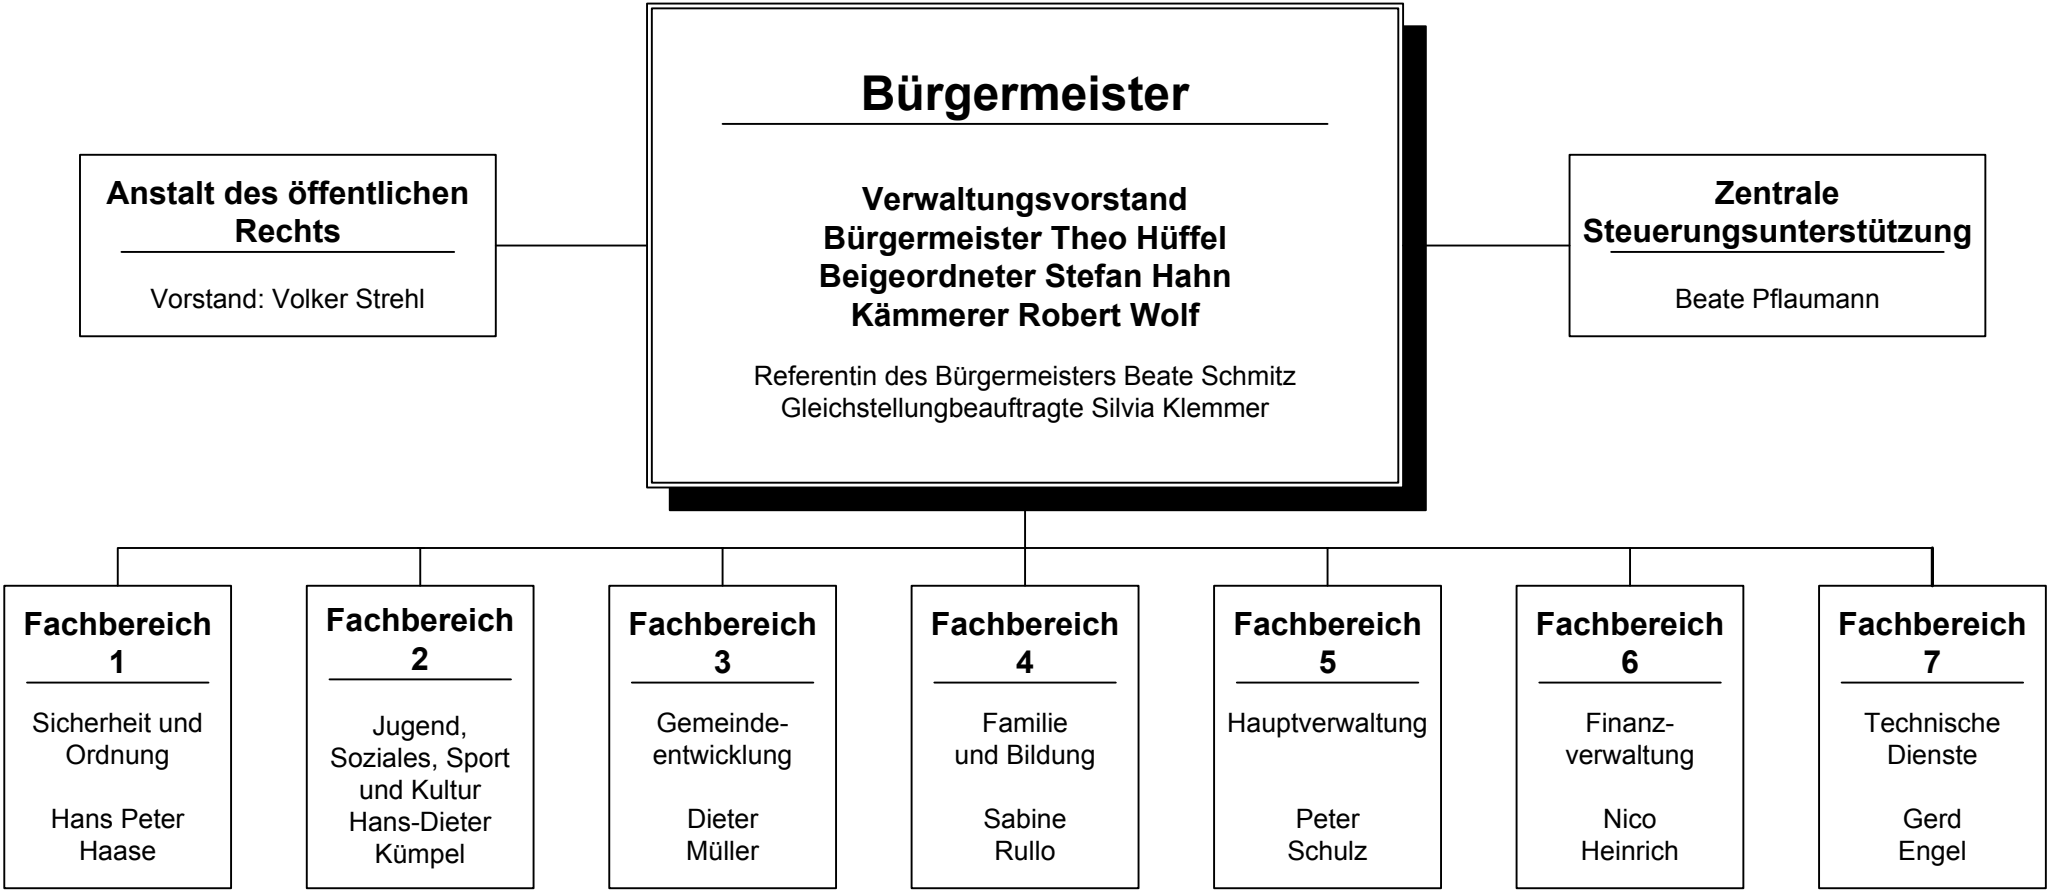 Bürgermeister
Verwaltungsvorstand
Bürgermeister Theo Hüffel
Beigeordneter Stefan Hahn
Kämmerer Robert Wolf
Referentin des Bürgermeisters Beate Schmitz
Gleichstellungbeauftragte Silvia Klemmer
Anstalt des öffentlichen
Rechts
Vorstand: Volker Strehl
Zentrale
Steuerungsunterstützung
Beate Pflaumann
Fachbereich
1
Sicherheit und
Ordnung
Hans Peter
Haase
Fachbereich
2
Jugend,
Soziales, Sport
und Kultur
Hans-Dieter
Kümpel
Fachbereich
3
Gemeinde-
entwicklung
Dieter
Müller
Fachbereich
4
Familie
und Bildung
Sabine
Rullo
Fachbereich
5
Hauptverwaltung
Peter
Schulz
Fachbereich
6
Finanz-
verwaltung
Nico
Heinrich
Fachbereich
7
Technische
Dienste
Gerd
Engel